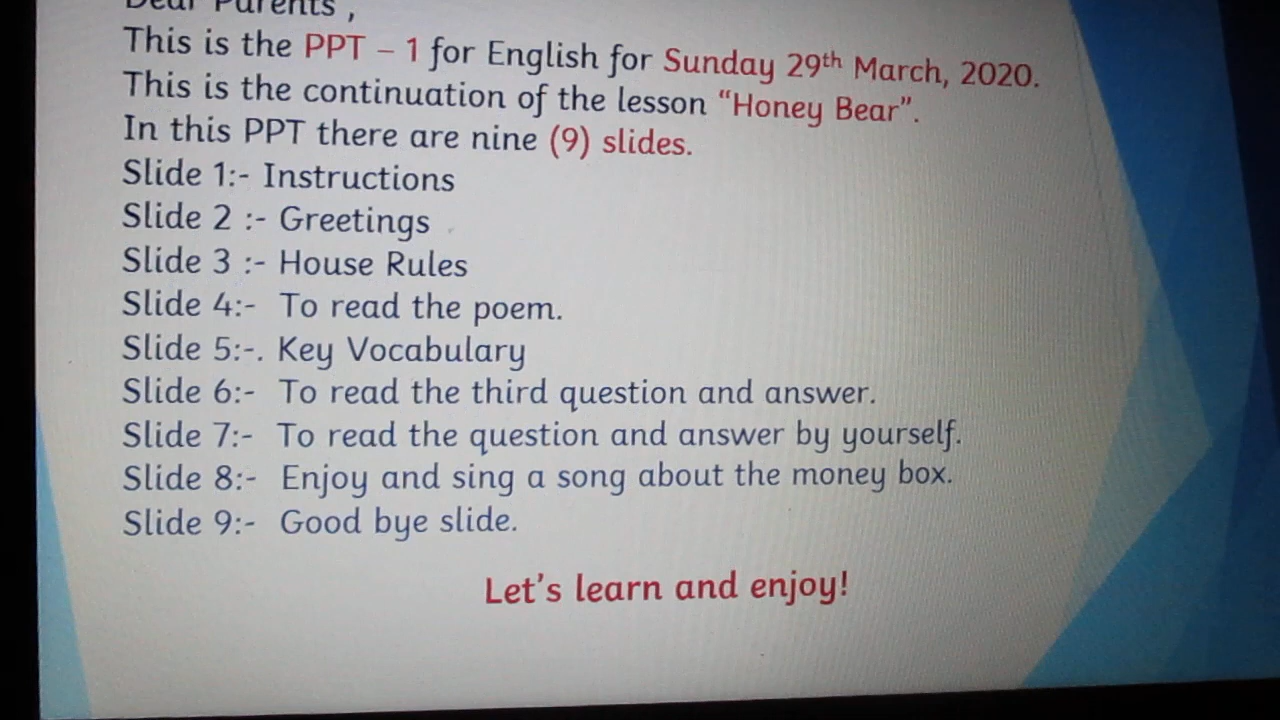 Dear Parents ,
This is the PPT – 1 for English for Sunday 29th March, 2020.
This is the continuation of the lesson “Honey Bear”.
In this PPT there are nine (9) slides.
Slide 1:- Instructions
Slide 2 :- Greetings
Slide 3 :- House Rules
Slide 4:- To read the poem.
Slide 5:-. Key Vocabulary
Slide 6:- To read the third question and answer.
Slide 7:- To read the question and answer by yourself.
Slide 8:- Enjoy and sing a song about the money box.
Slide 9:- Good bye slide.
Let’s learn and enjoy!